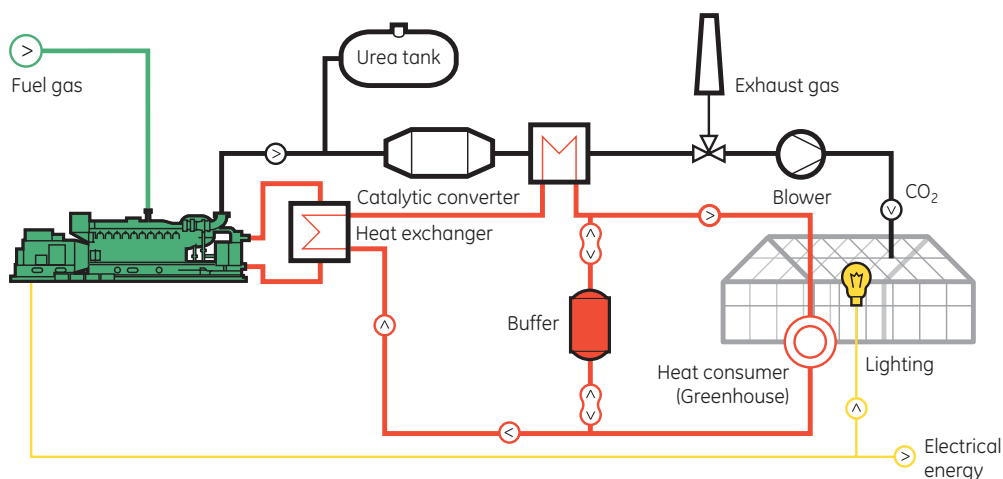 Urea tank
Fuel gas
Exhaust gas
Catalytic converter
Blower
CO₂
Heat exchanger
Buffer
Heat consumer
(Greenhouse)
Lighting
Electrical
energy